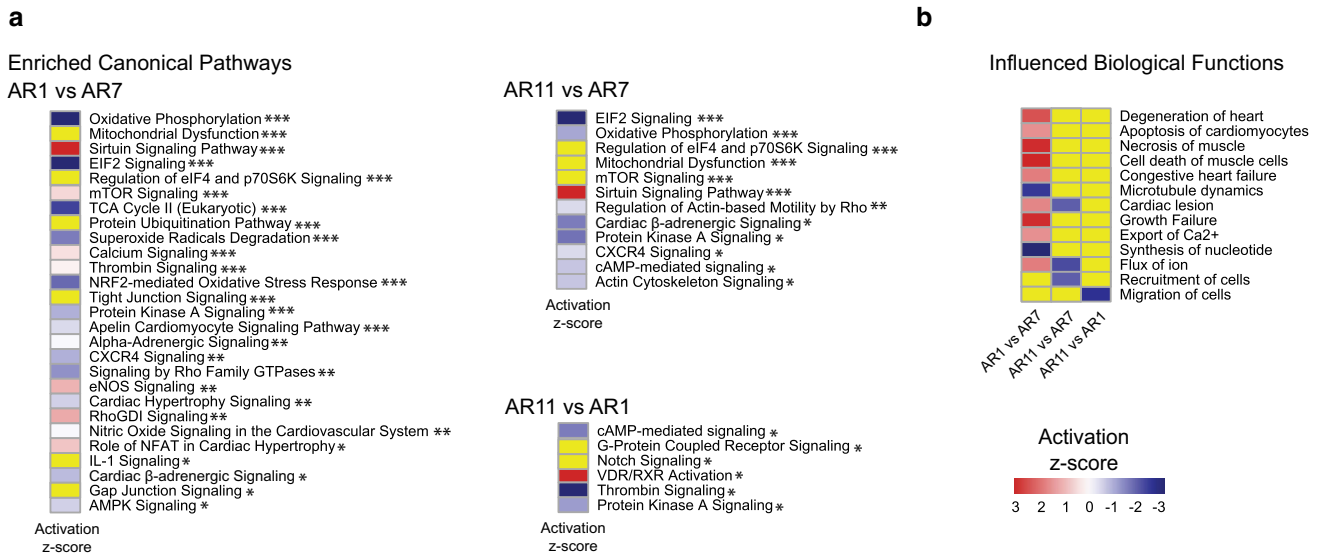 a
Enriched Canonical Pathways
AR1 vs AR7
Oxidative Phosphorylation ***
Mitochondrial Dysfunction ***
Sirtuin Signaling Pathway ***
EIF2 Signaling ***
Regulation of eIF4 and p70S6K Signaling ***
mTOR Signaling ***
TCA Cycle II (Eukaryotic) ***
Protein Ubiquitination Pathway ***
Superoxide Radicals Degradation ***
Calcium Signaling ***
Thrombin Signaling ***
NRF2-mediated Oxidative Stress Response ***
Tight Junction Signaling ***
Protein Kinase A Signaling ***
Apelin Cardiomyocyte Signaling Pathway ***
Alpha-Adrenergic Signaling **
CXCR4 Signaling **
Signaling by Rho Family GTPases **
eNOS Signaling **
Cardiac Hypertrophy Signaling **
RhoGDI Signaling **
Nitric Oxide Signaling in the Cardiovascular System **
Role of NFAT in Cardiac Hypertrophy *
IL-1 Signaling *
Cardiac β-adrenergic Signaling *
Gap Junction Signaling *
AMPK Signaling *
Activation
z-score
AR11 vs AR7
EIF2 Signaling ***
Oxidative Phosphorylation ***
Regulation of eIF4 and p70S6K Signaling ***
Mitochondrial Dysfunction ***
mTOR Signaling ***
Sirtuin Signaling Pathway ***
Regulation of Actin-based Motility by Rho **
Cardiac β-adrenergic Signaling *
Protein Kinase A Signaling *
CXCR4 Signaling *
cAMP-mediated signaling *
Actin Cytoskeleton Signaling *
Activation
z-score
AR11 vs AR1
cAMP-mediated signaling *
G-Protein Coupled Receptor Signaling *
Notch Signaling *
VDR/RXR Activation *
Thrombin Signaling *
Protein Kinase A Signaling *
Activation
z-score
b
Influenced Biological Functions
Degeneration of heart
Apoptosis of cardiomyocytes
Necrosis of muscle
Cell death of muscle cells
Congestive heart failure
Microtubule dynamics
Cardiac lesion
Growth Failure
Export of Ca2+
Synthesis of nucleotide
Flux of ion
Recruitment of cells
Migration of cells
AR1 vs AR7
AR11 vs AR7
AR11 vs AR1
Activation
z-score
3 2 1 0 -1 -2 -3